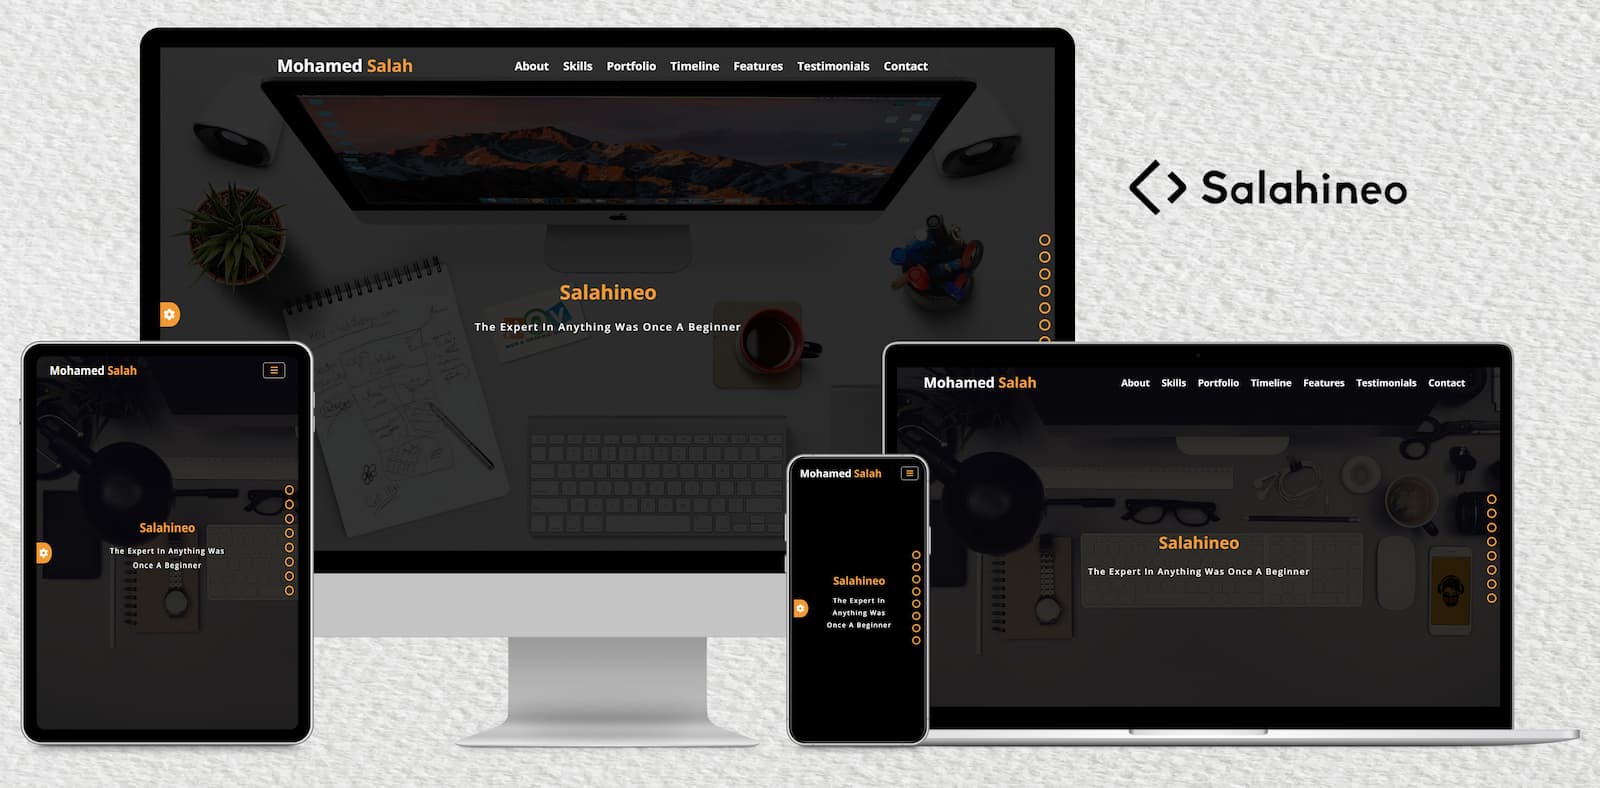 Mohamed Salah
About Skills Portfolio Timeline Features Testimonials Contact
Salahineo
The Expert In Anything Was Once A Beginner
Salahineo
Mohamed Salah
Salahineo
The Expert In Anything Was
Once A Beginner
Mohamed Salah
Salahineo
The Expert In
Anything Was
Once A Beginner
Mohamed Salah
About Skills Portfolio Timeline Features Testimonials Contact
Salahineo
The Expert In Anything Was Once A Beginner